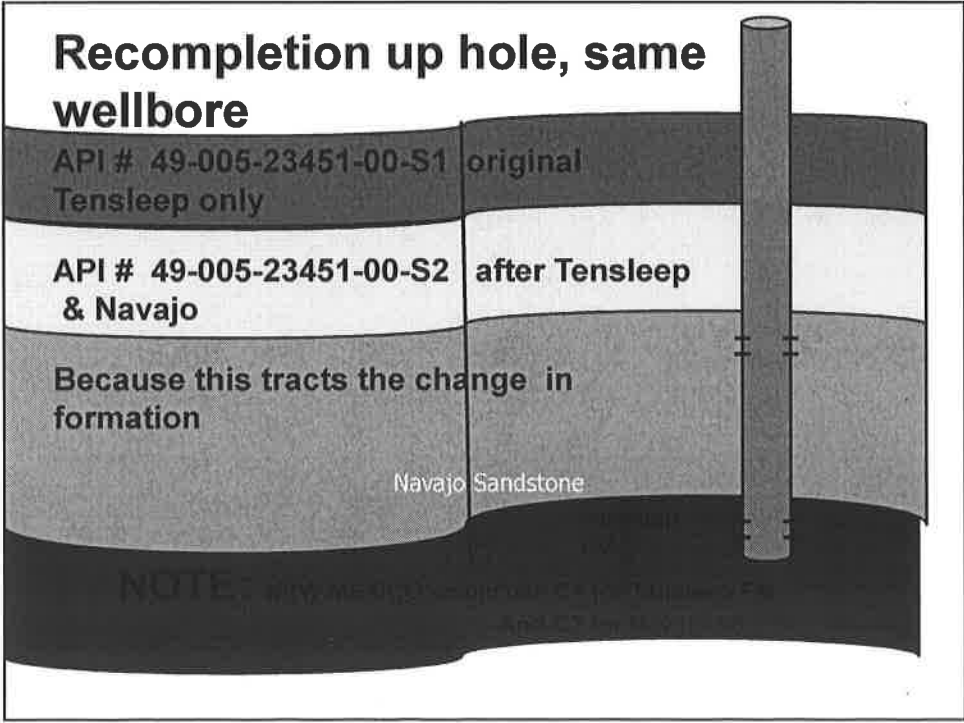 Recompletion up hole, same
wellbore
API # 49-005-23451-00-S1 original
Tensleep only
API # 49-005-23451-00-S2 after Tensleep
& Navajo
Because this tracts the change in
formation
Navajo Sandstone
NOTE: